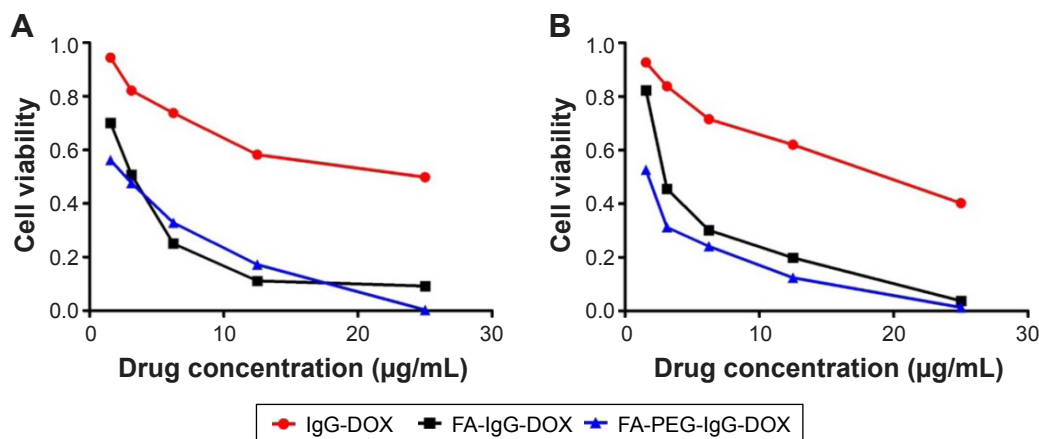 A
Cell viability
1.0
0.8
0.6
0.4
0.2
0.0
0 10 20 30
Drug concentration (µg/mL)
B
Cell viability
1.0
0.8
0.6
0.4
0.2
0.0
0 10 20 30
Drug concentration (µg/mL)
IgG-DOX FA-IgG-DOX FA-PEG-IgG-DOX